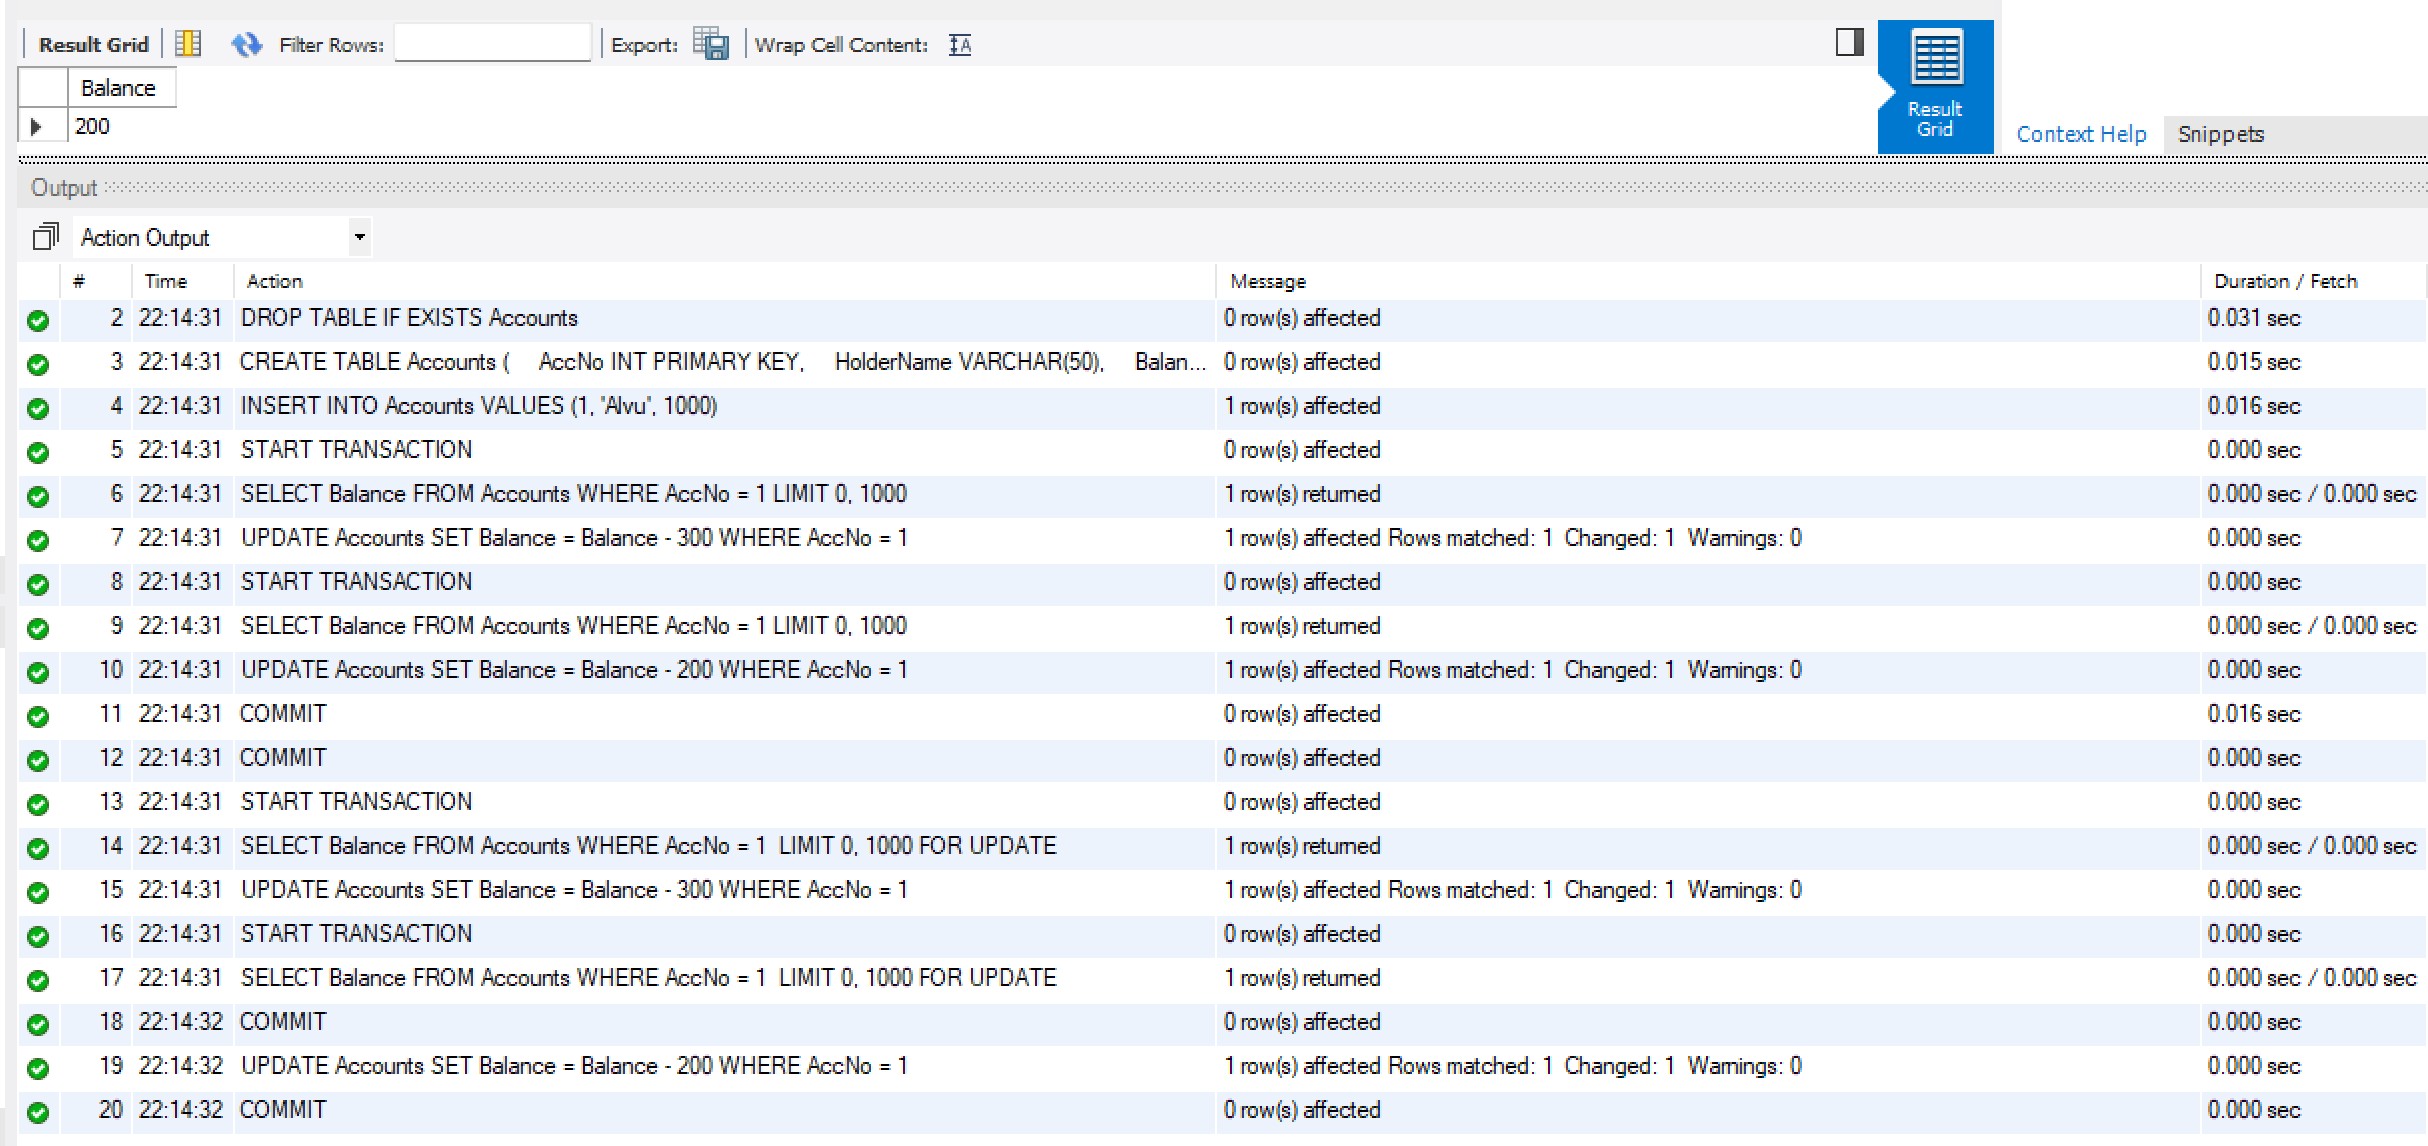 Result Grid Filter Rows: Export: Wrap Cell Content:
Balance
200
Result Grid
Context Help Snippets
Output
Action Output
# Time Action Message Duration / Fetch
2 22:14:31 DROP TABLE IF EXISTS Accounts 0 row(s) affected 0.031 sec
3 22:14:31 CREATE TABLE Accounts ( AccNo INT PRIMARY KEY, HolderName VARCHAR(50), Balan... 0 row(s) affected 0.015 sec
4 22:14:31 INSERT INTO Accounts VALUES (1, 'Alvu', 1000) 1 row(s) affected 0.016 sec
5 22:14:31 START TRANSACTION 0 row(s) affected 0.000 sec
6 22:14:31 SELECT Balance FROM Accounts WHERE AccNo = 1 LIMIT 0, 1000 1 row(s) returned 0.000 sec / 0.000 sec
7 22:14:31 UPDATE Accounts SET Balance = Balance - 300 WHERE AccNo = 1 1 row(s) affected Rows matched: 1 Changed: 1 Warnings: 0 0.000 sec
8 22:14:31 START TRANSACTION 0 row(s) affected 0.000 sec
9 22:14:31 SELECT Balance FROM Accounts WHERE AccNo = 1 LIMIT 0, 1000 1 row(s) returned 0.000 sec / 0.000 sec
10 22:14:31 UPDATE Accounts SET Balance = Balance - 200 WHERE AccNo = 1 1 row(s) affected Rows matched: 1 Changed: 1 Warnings: 0 0.000 sec
11 22:14:31 COMMIT 0 row(s) affected 0.016 sec
12 22:14:31 COMMIT 0 row(s) affected 0.000 sec
13 22:14:31 START TRANSACTION 0 row(s) affected 0.000 sec
14 22:14:31 SELECT Balance FROM Accounts WHERE AccNo = 1 LIMIT 0, 1000 FOR UPDATE 1 row(s) returned 0.000 sec / 0.000 sec
15 22:14:31 UPDATE Accounts SET Balance = Balance - 300 WHERE AccNo = 1 1 row(s) affected Rows matched: 1 Changed: 1 Warnings: 0 0.000 sec
16 22:14:31 START TRANSACTION 0 row(s) affected 0.000 sec
17 22:14:31 SELECT Balance FROM Accounts WHERE AccNo = 1 LIMIT 0, 1000 FOR UPDATE 1 row(s) returned 0.000 sec / 0.000 sec
18 22:14:32 COMMIT 0 row(s) affected 0.000 sec
19 22:14:32 UPDATE Accounts SET Balance = Balance - 200 WHERE AccNo = 1 1 row(s) affected Rows matched: 1 Changed: 1 Warnings: 0 0.000 sec
20 22:14:32 COMMIT 0 row(s) affected 0.000 sec